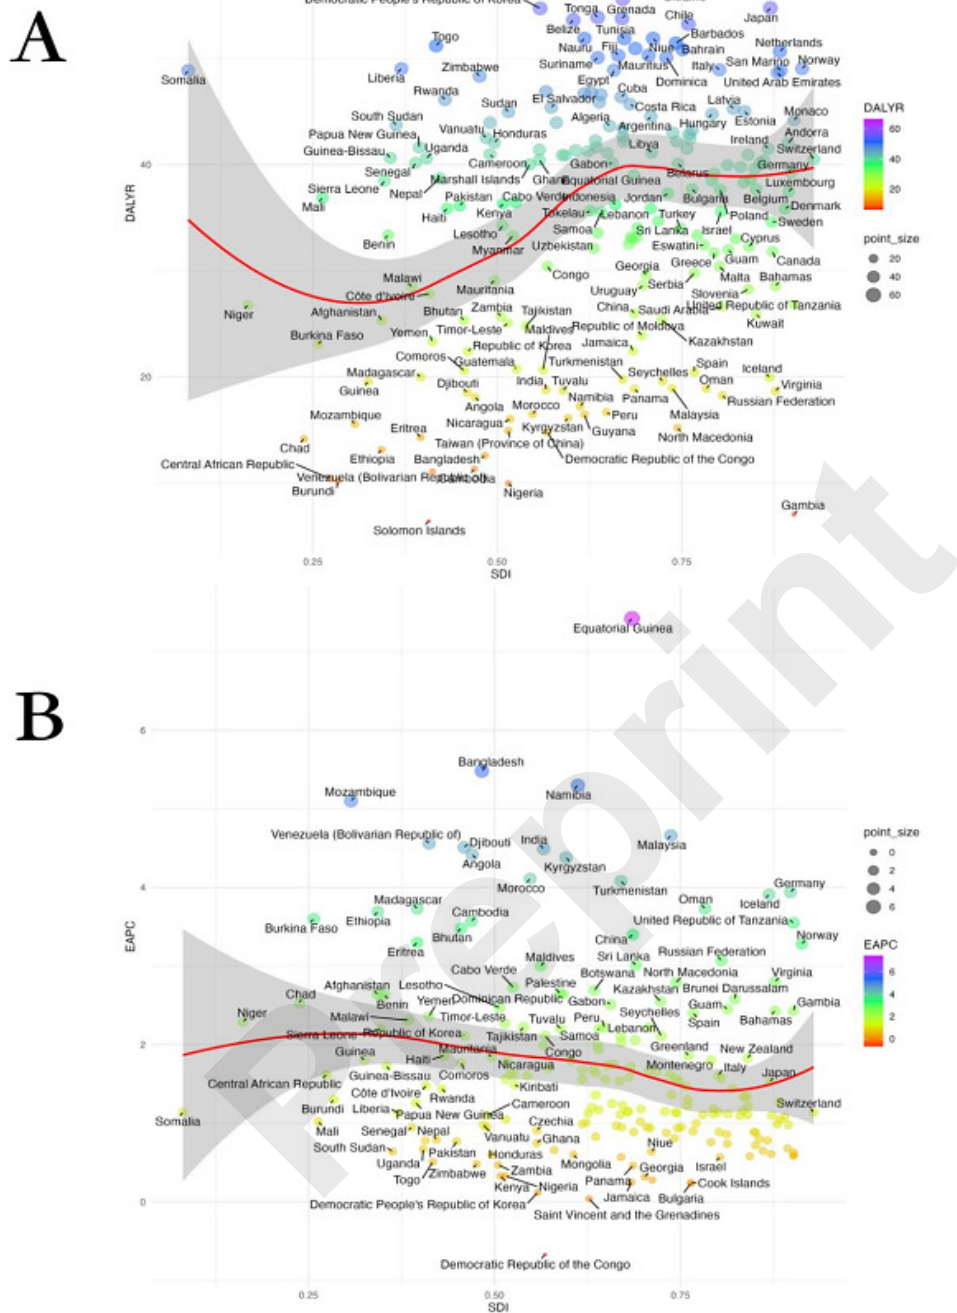 Democratic People's Republic of Korea
Tonga
Grenada
Chile
Japan
A
Belize
Tunisia
Barbados
Togo
Nauru
Fiji
Niue
Bahrain
Netherlands
Suriname
Mauritius
Italy
San Marino
Norway
Somalia
Liberia
Zimbabwe
Egypt
Dominica
United Arab Emirates
Rwanda
Sudan
El Salvador
Cuba
Costa Rica
Latvia
Monaco
South Sudan
Algeria
Argentina
Hungary
Estonia
DALYR
60
40
20
Papua New Guinea
Vanuatu
Honduras
Libya
Ireland
Andorra
Guinea-Bissau
Uganda
Switzerland
40
Senegal
Cameroon
Gabon
Germany
Marshall Islands
Ghana
Equatorial Guinea
Belarus
Luxembourg
Sierra Leone
Nepal
Pakistan
Cabo Verde
Indonesia
Jordan
Bulgaria
Belgium
Mali
Haiti
Kenya
Tokelau
Lebanon
Turkey
Poland
Denmark
Lesotho
Samoa
Sri Lanka
Israel
Sweden
Benin
Myanmar
Uzbekistan
Eswatini
Cyprus
DALYR
point_size
20
40
60
Congo
Georgia
Greece
Guam
Canada
Malawi
Mauritania
Uruguay
Serbia
Malta
Bahamas
Côte d'Ivoire
Slovenia
Niger
Afghanistan
Bhutan
Zambia
Tajikistan
China
Saudi Arabia
United Republic of Tanzania
Burkina Faso
Yemen
Timor-Leste
Maldives
Republic of Moldova
Kuwait
Republic of Korea
Jamaica
Kazakhstan
Comoros
Guatemala
Turkmenistan
Spain
Iceland
Madagascar
Seychelles
20
Guinea
Djibouti
India
Tuvalu
Oman
Virginia
Mozambique
Angola
Morocco
Namibia
Panama
Russian Federation
Eritrea
Nicaragua
Kyrgyzstan
Guyana
Peru
Malaysia
Chad
Taiwan (Province of China)
North Macedonia
Central African Republic
Ethiopia
Bangladesh
Democratic Republic of the Congo
Venezuela (Bolivarian Republic of)
Cambodia
Burundi
Nigeria
Gambia
Solomon Islands
0.25
0.50
0.75
SDI
Preprint
Equatorial Guinea
B
6
Bangladesh
Mozambique
Namibia
Venezuela (Bolivarian Republic of)
Djibouti
India
Malaysia
point_size
0
2
4
6
Angola
Kyrgyzstan
4
Morocco
Turkmenistan
Germany
Madagascar
Oman
Iceland
Burkina Faso
Ethiopia
Cambodia
United Republic of Tanzania
EAPC
Bhutan
China
Norway
EAPC
6
4
2
0
Eritrea
Maldives
Sri Lanka
Russian Federation
Cabo Verde
Botswana
North Macedonia
Virginia
Afghanistan
Lesotho
Palestine
Kazakhstan
Brunei Darussalam
Chad
Benin
Yemen
Dominican Republic
Gabon
Guam
Gambia
Niger
Malawi
Timor-Leste
Tuvalu
Peru
Seychelles
Spain
Bahamas
2
Sierra Leone
Republic of Korea
Tajikistan
Samoa
Lebanon
Guinea
Mauritania
Congo
Greenland
New Zealand
Haiti
Nicaragua
Montenegro
Italy
Japan
Guinea-Bissau
Comoros
Central African Republic
Côte d'Ivoire
Rwanda
Kiribati
Somalia
Burundi
Liberia
Papua New Guinea
Cameroon
Switzerland
Mali
Senegal
Nepal
Czechia
South Sudan
Vanuatu
Ghana
Niue
Pakistan
Honduras
Uganda
Zimbabwe
Zambia
Mongolia
Georgia
Israel
Togo
Kenya
Nigeria
Panama
Cook Islands
0
Democratic People's Republic of Korea
Jamaica
Bulgaria
Saint Vincent and the Grenadines
Democratic Republic of the Congo
0.25
0.50
0.75
SDI